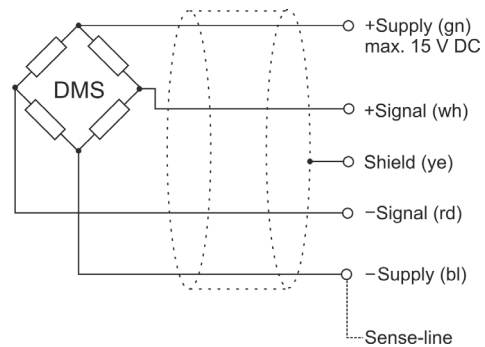 +Supply (gn)
max. 15 V DC
DMS
+Signal (wh)
Shield (ye)
−Signal (rd)
−Supply (bl)
Sense-line